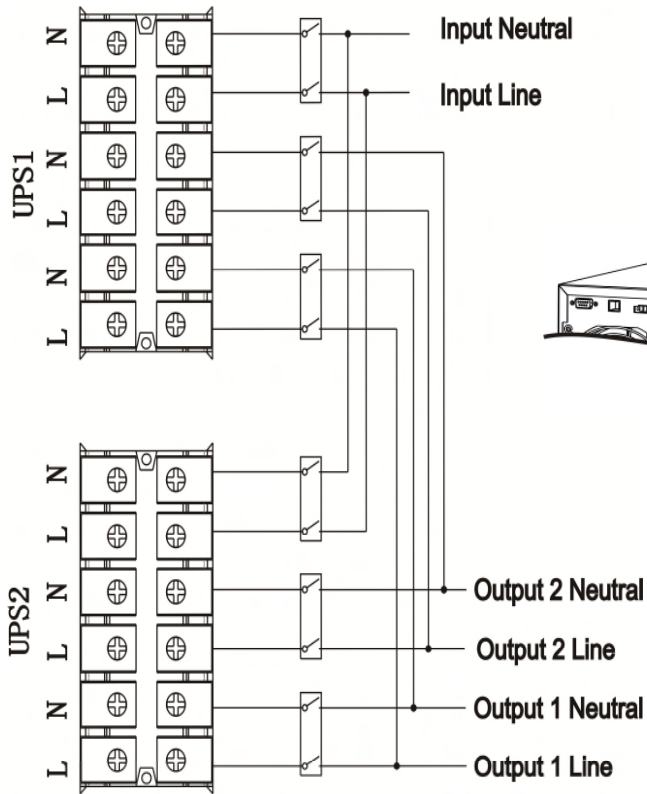 N
Input Neutral
L
Input Line
UPS1
N
L
N
L
N
L
UPS2
N
Output 2 Neutral
L
Output 2 Line
N
Output 1 Neutral
L
Output 1 Line